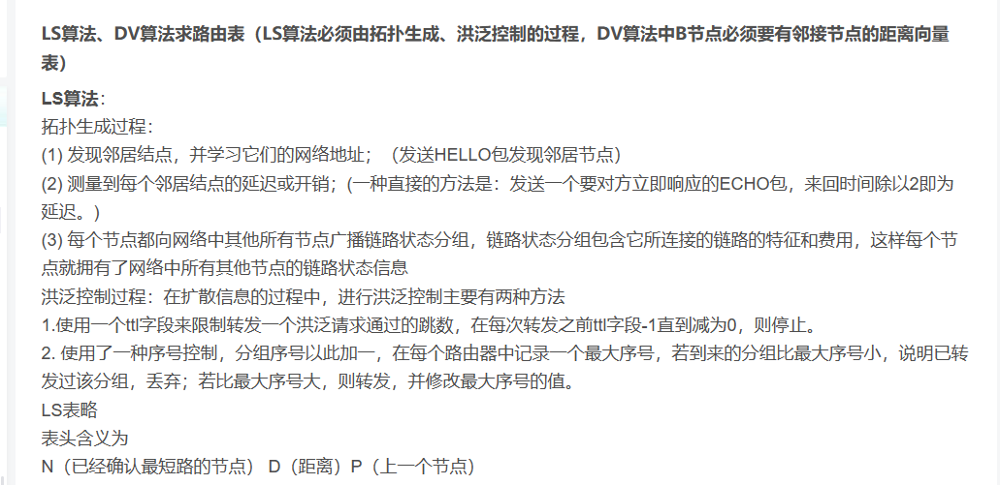 LS算法、DV算法求路由表（LS算法必须由拓扑生成、洪泛控制的过程，DV算法中B节点必须要有邻接节点的距离向量
表）
LS算法：
拓扑生成过程：
(1) 发现邻居结点，并学习它们的网络地址；（发送HELLO包发现邻居节点）
(2) 测量到每个邻居结点的延迟或开销；(一种直接的方法是：发送一个要对方立即响应的ECHO包，来回时间除以2即为
延迟。)
(3) 每个节点都向网络中其他所有节点广播链路状态分组，链路状态分组包含它所连接的链路的特征和费用，这样每个节
点就拥有了网络中所有其他节点的链路状态信息
洪泛控制过程：在扩散信息的过程中，进行洪泛控制主要有两种方法
1.使用一个ttl字段来限制转发一个洪泛请求通过的跳数，在每次转发之前ttl字段-1直到减为0，则停止。
2. 使用了一种序号控制，分组序号以此加一，在每个路由器中记录一个最大序号，若到来的分组比最大序号小，说明已转
发过该分组，丢弃；若比最大序号大，则转发，并修改最大序号的值。
LS表略
表头含义为
N（已经确认最短路的节点） D（距离）P（上一个节点）